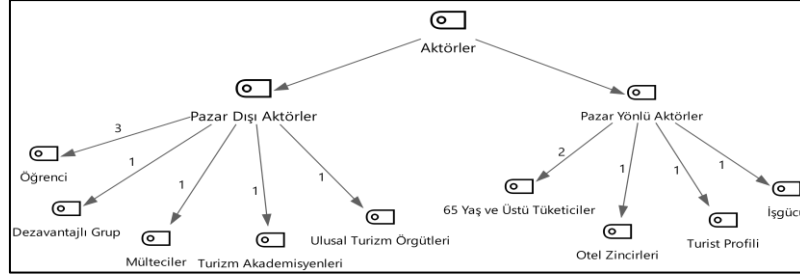 Aktörler
Pazar Dışı Aktörler
Pazar Yönlü Aktörler
3
1
1
1
1
2
1
1
1
Öğrenci
Dezavantajlı Grup
Mülteciler
Turizm Akademisyenleri
Ulusal Turizm Örgütleri
65 Yaş ve Üstü Tüketiciler
Otel Zincirleri
Turist Profili
İşgücü